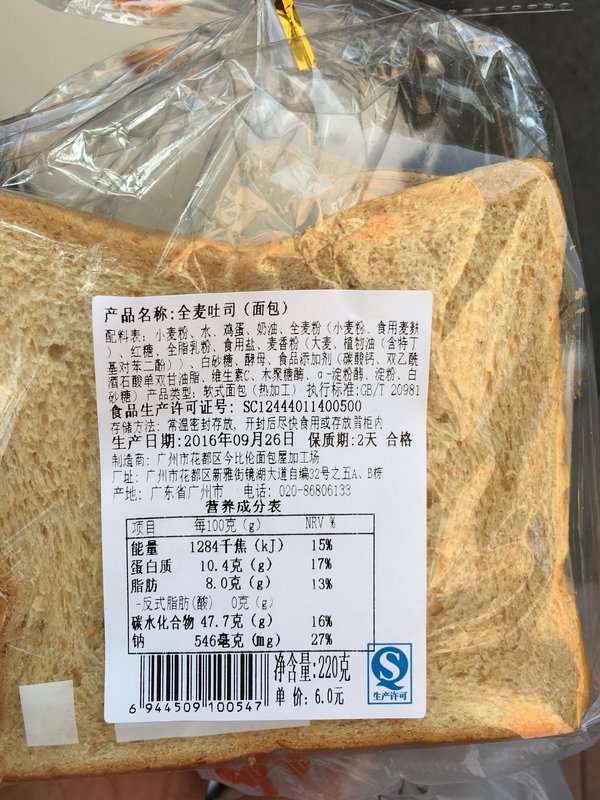 产品名称:全麦吐司（面包）
配料表: 小麦粉、水、鸡蛋、奶油、全麦粉（小麦粉、食用麦麸
）、红糖、全脂乳粉、食用盐、麦香粉（大麦、植物油（含特丁
基对苯二酚））、白砂糖、酵母、食品添加剂（碳酸钙、双乙酰
酒石酸单双甘油脂、维生素C、木聚糖酶、α-淀粉酶、淀粉、白
砂糖） 产品类型: 软式面包（热加工） 执行标准:GB/T 20981
食品生产许可证号: SC12444011400500
存储方法: 常温密封存放，开封后尽快食用或存放翡柜内
生产日期:2016年09月26日 保质期:2天 合格
制造商: 广州市花都区今比伦面包屋加工场
厂址: 广州市花都区新雅街镜湖大道自编32号之五A、B栋
产地: 广东省广州市 电话: 020-86806133
营养成分表
项目 每100克（g） NRV %
能量 1284千焦（kJ） 15%
蛋白质 10.4克（g） 17%
脂肪 8.0克（g） 13%
-反式脂肪(酸) 0克（g）
碳水化合物 47.7克（g） 16%
钠 546毫克（mg） 27%
净含量:220克
单 价: 6.0元
6 944509 100547
生产许可